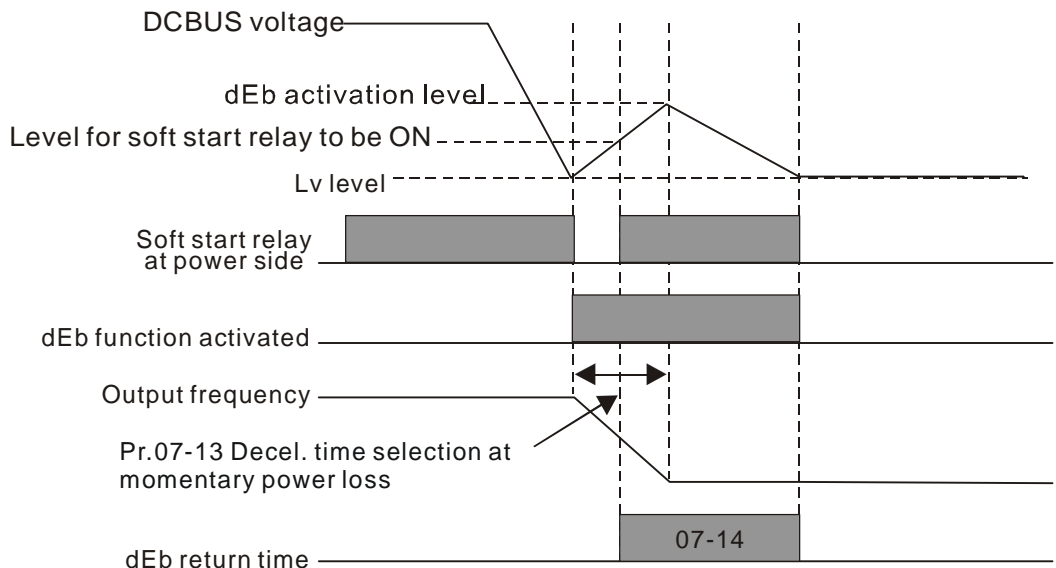 DCBUS voltage
dEb activation level
Level for soft start relay to be ON
Lv level
Soft start relay
at power side
dEb function activated
Output frequency
Pr.07-13 Decel. time selection at
momentary power loss
07-14
dEb return time